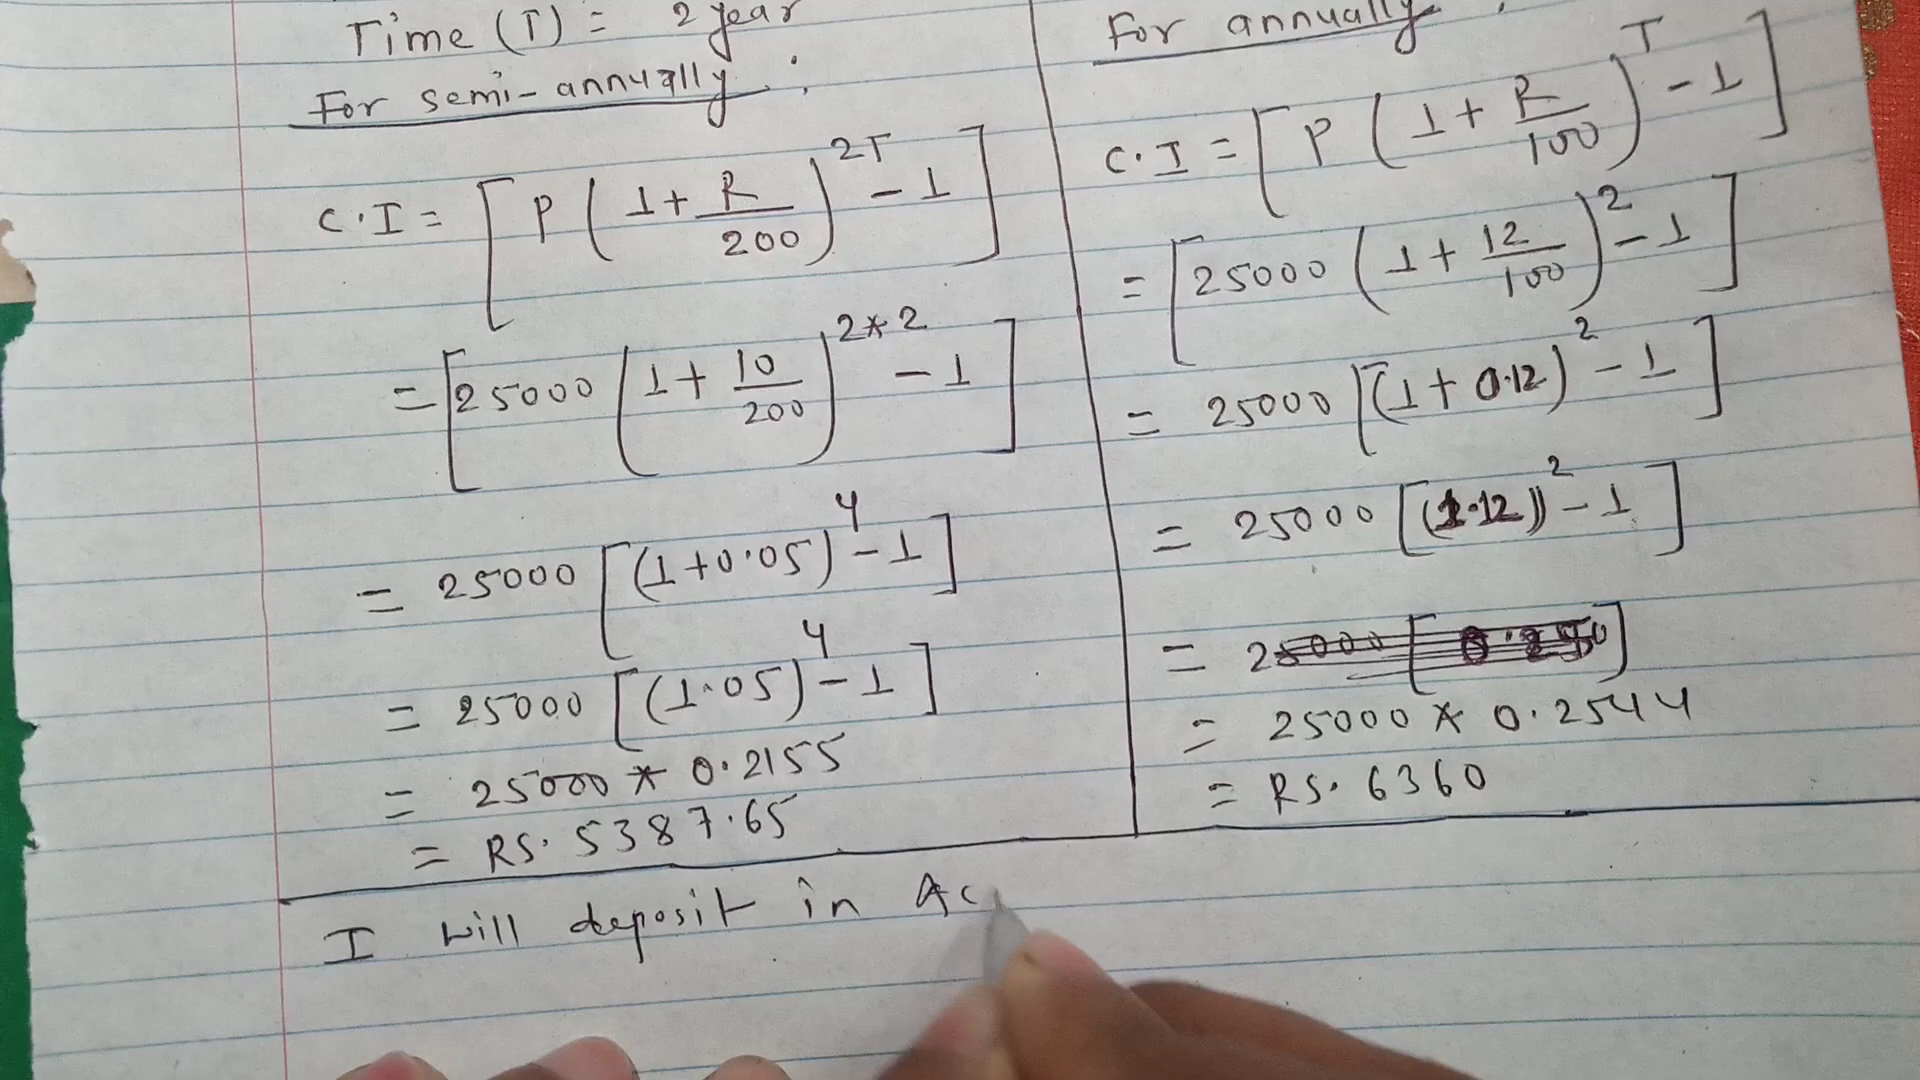 Time (T) = 2 year
For semi-annually :
C.I = [P(1+R/200)^2T - 1]
= [25000(1+10/200)^2*2 - 1]
= 25000[(1+0.05)^4 - 1]
= 25000[(1.05)^4 - 1]
= 25000 * 0.2155
= RS. 5387.65
For annually :
C.I = [P(1+R/100)^T - 1]
= [25000(1+12/100)^2 - 1]
= 25000[(1+0.12)^2 - 1]
= 25000[(1.12)^2 - 1]
= 25000 * 0.2544
= RS. 6360
I will deposit in Ac